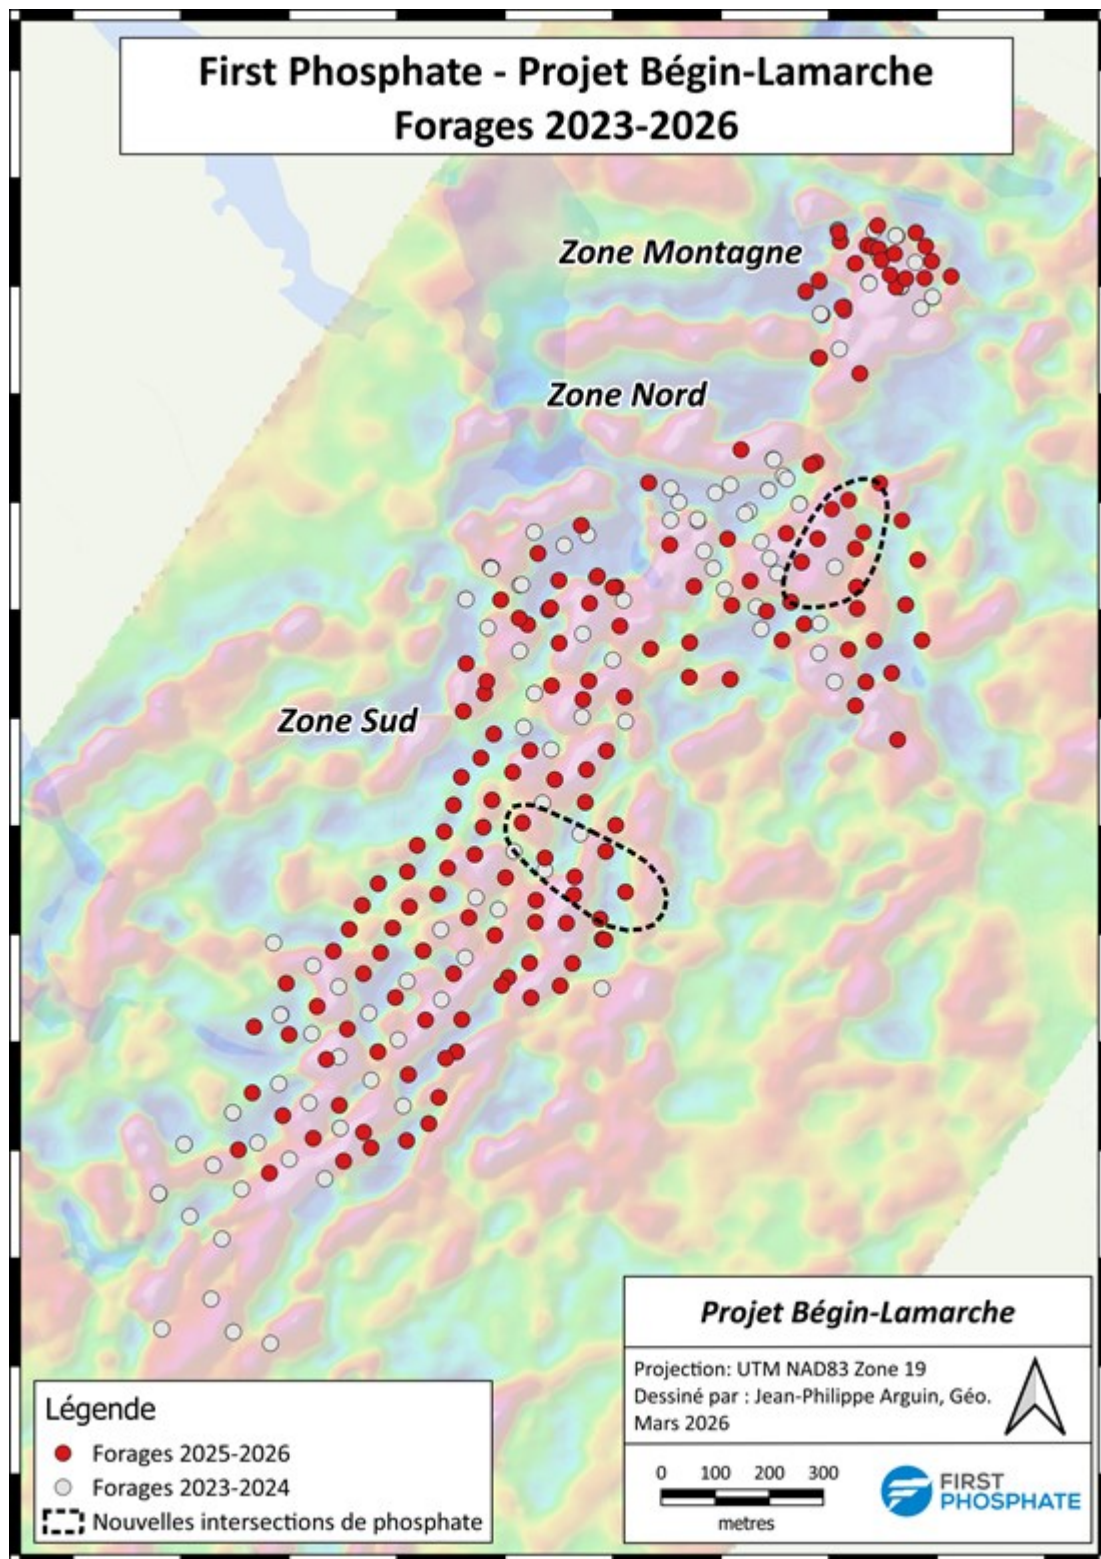 First Phosphate - Projet Bégin-Lamarche
Forages 2023-2026
Zone Montagne
Zone Nord
Zone Sud
Projet Bégin-Lamarche
Projection: UTM NAD83 Zone 19
Dessiné par : Jean-Philippe Arguin, Géo.
Mars 2026
0 100 200 300
metres
FIRST
PHOSPHATE
Légende
Forages 2025-2026
Forages 2023-2024
Nouvelles intersections de phosphate